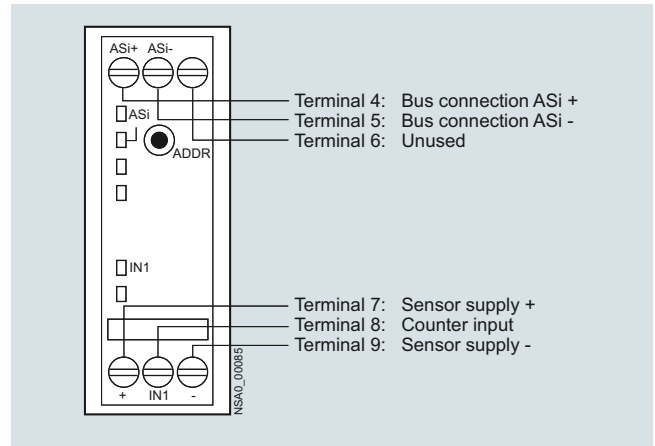 ASi+ ASi-
Terminal 4: Bus connection ASi +
Terminal 5: Bus connection ASi -
Terminal 6: Unused
ASi
ADDR
IN1
Terminal 7: Sensor supply +
Terminal 8: Counter input
Terminal 9: Sensor supply -
+ IN1 -
NSA0_00085